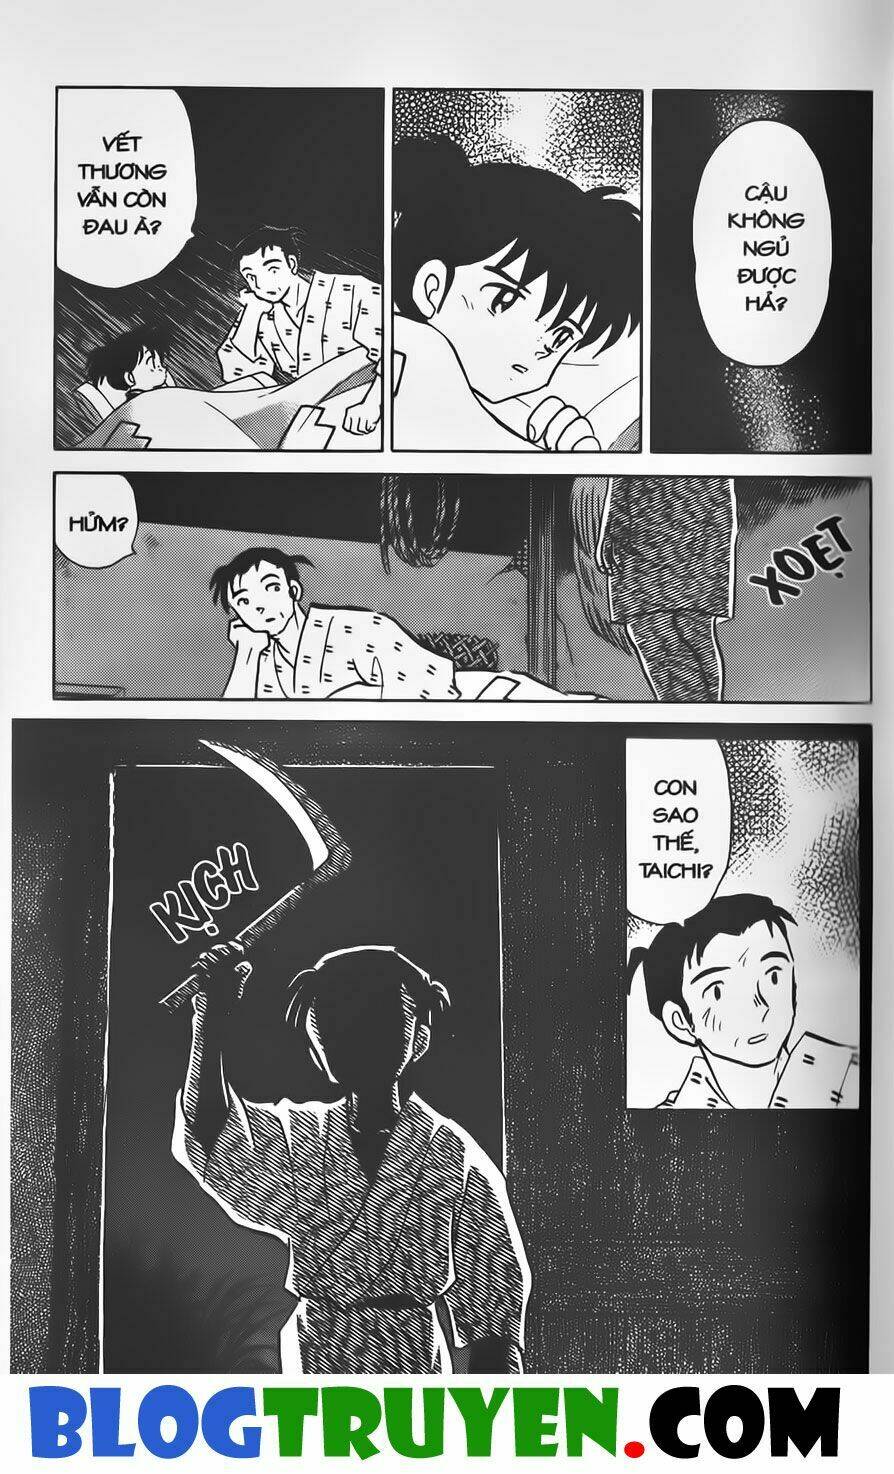 CẬU
KHÔNG
NGỦ
ĐƯỢC
HẢ?
VẾT
THƯƠNG
VẪN CÒN
ĐAU À?
XOẸT
HỬM?
CON
SAO
THẾ,
TAICHI?
KỊCH
BLOGTRUYEN.COM